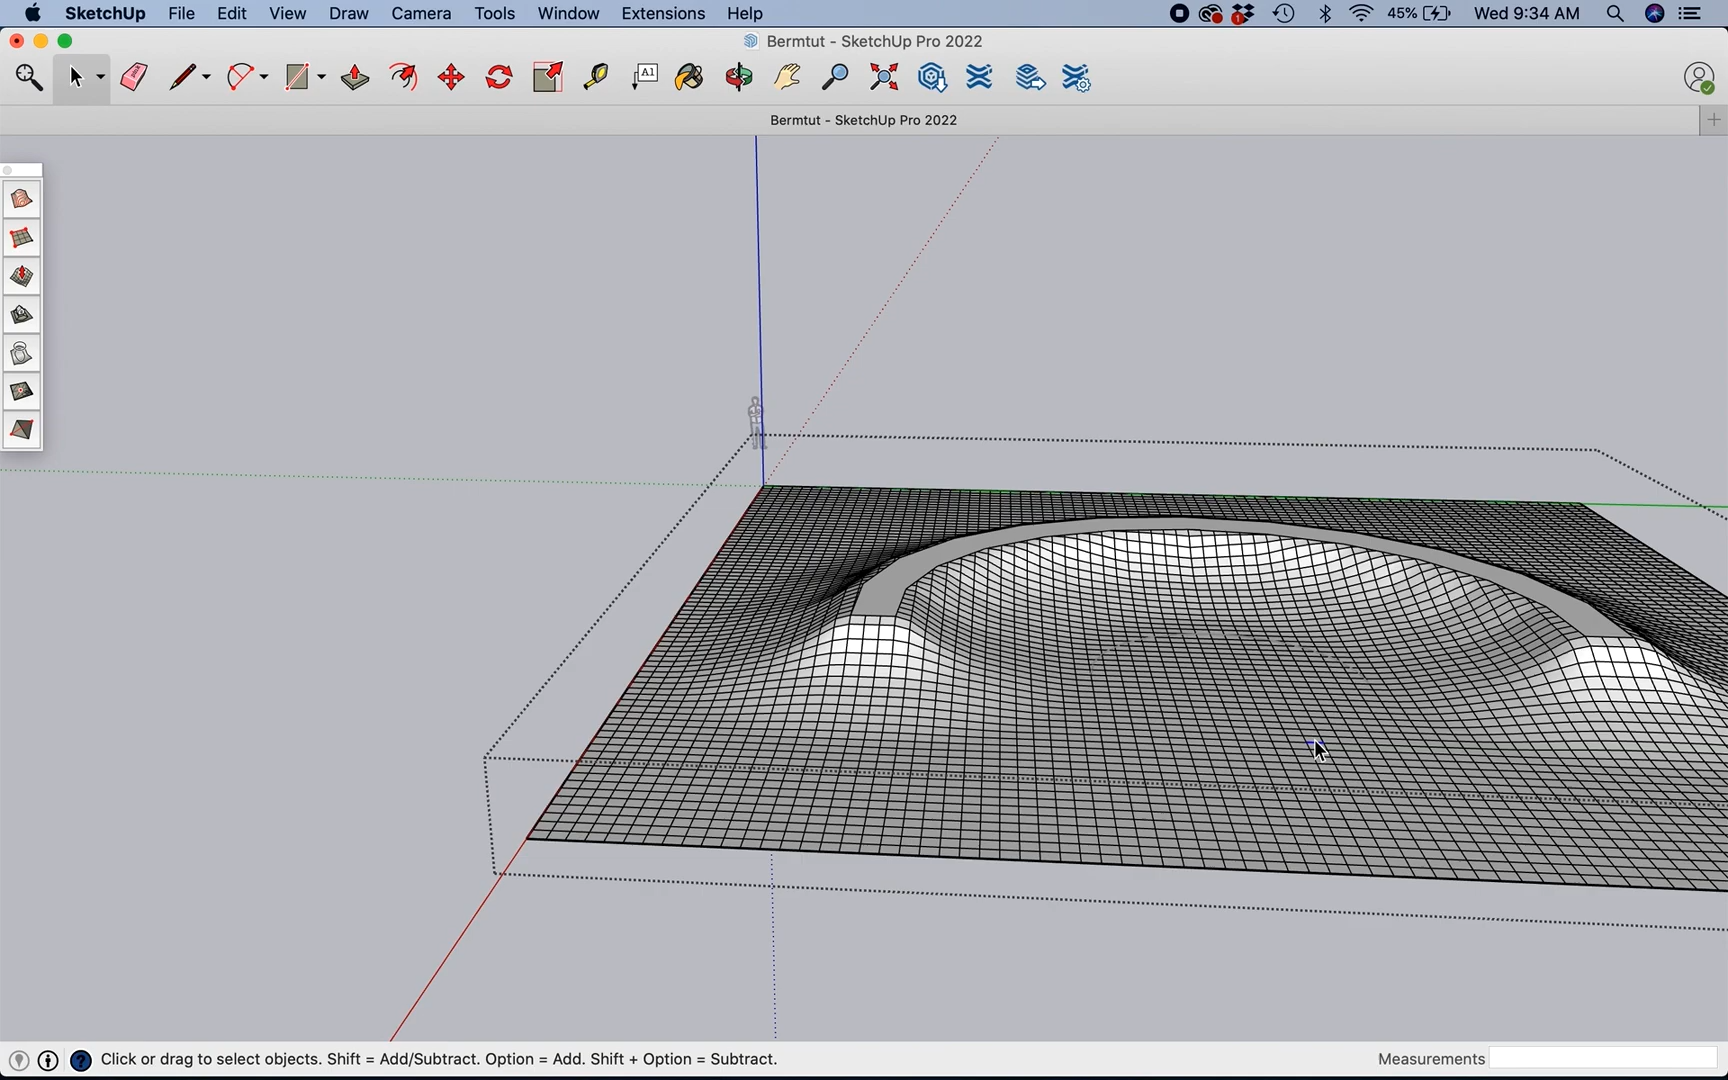 SketchUp File Edit View Draw Camera Tools Window Extensions Help 1 45% Wed 9:34 AM
Bermtut - SketchUp Pro 2022
A1
Bermtut - SketchUp Pro 2022
Click or drag to select objects. Shift = Add/Subtract. Option = Add. Shift + Option = Subtract. Measurements